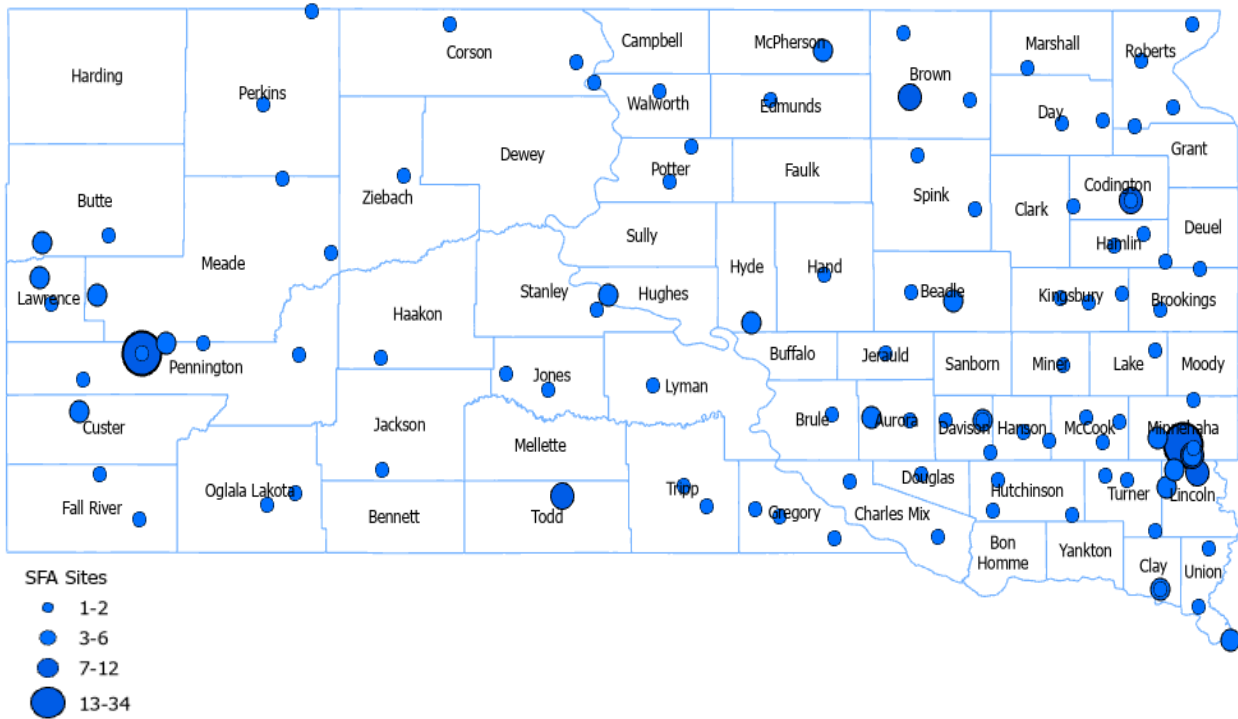 Campbell
McPherson
Marshall
Roberts
Corson
Harding
Brown
Perkins
Walworth
Edmunds
Day
Grant
Dewey
Potter
Faulk
Codington
Ziebach
Spink
Clark
Butte
Deuel
Sully
Hamlin
Meade
Hyde
Hand
Stanley
Hughes
Beadle
Kingsbury
Brookings
Lawrence
Haakon
Buffalo
Jerauld
Sanborn
Miner
Lake
Moody
Pennington
Jones
Lyman
Custer
Jackson
Brule
Aurora
Davison
Hanson
McCook
Minnehaha
Mellette
Fall River
Oglala Lakota
Bennett
Todd
Tripp
Gregory
Douglas
Charles Mix
Hutchinson
Turner
Lincoln
Bon
Homme
Yankton
Clay
Union
SFA Sites
1-2
3-6
7-12
13-34